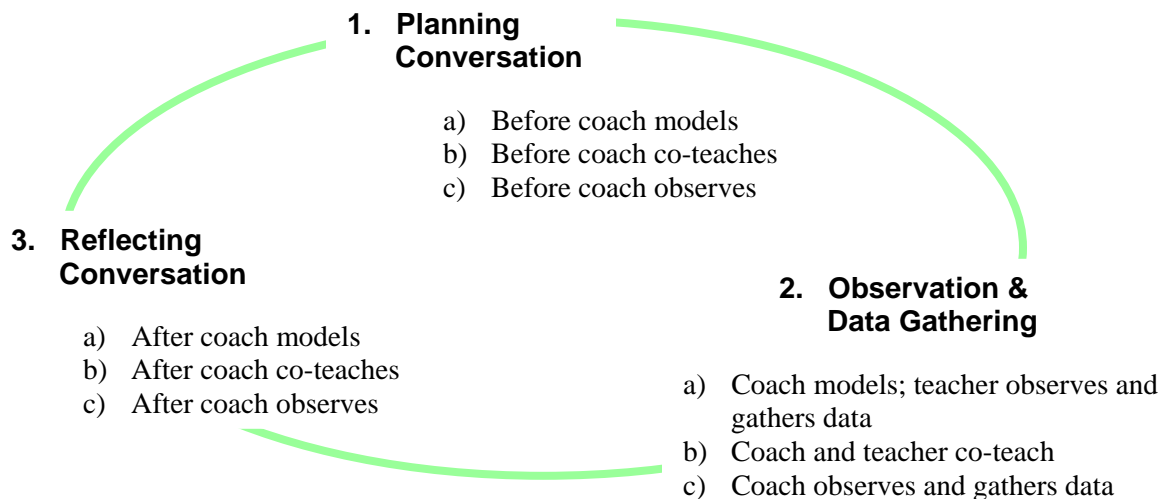 1. Planning
Conversation
a) Before coach models
b) Before coach co-teaches
c) Before coach observes
3. Reflecting
Conversation
a) After coach models
b) After coach co-teaches
c) After coach observes
2. Observation &
Data Gathering
a) Coach models; teacher observes and
gathers data
b) Coach and teacher co-teach
c) Coach observes and gathers data